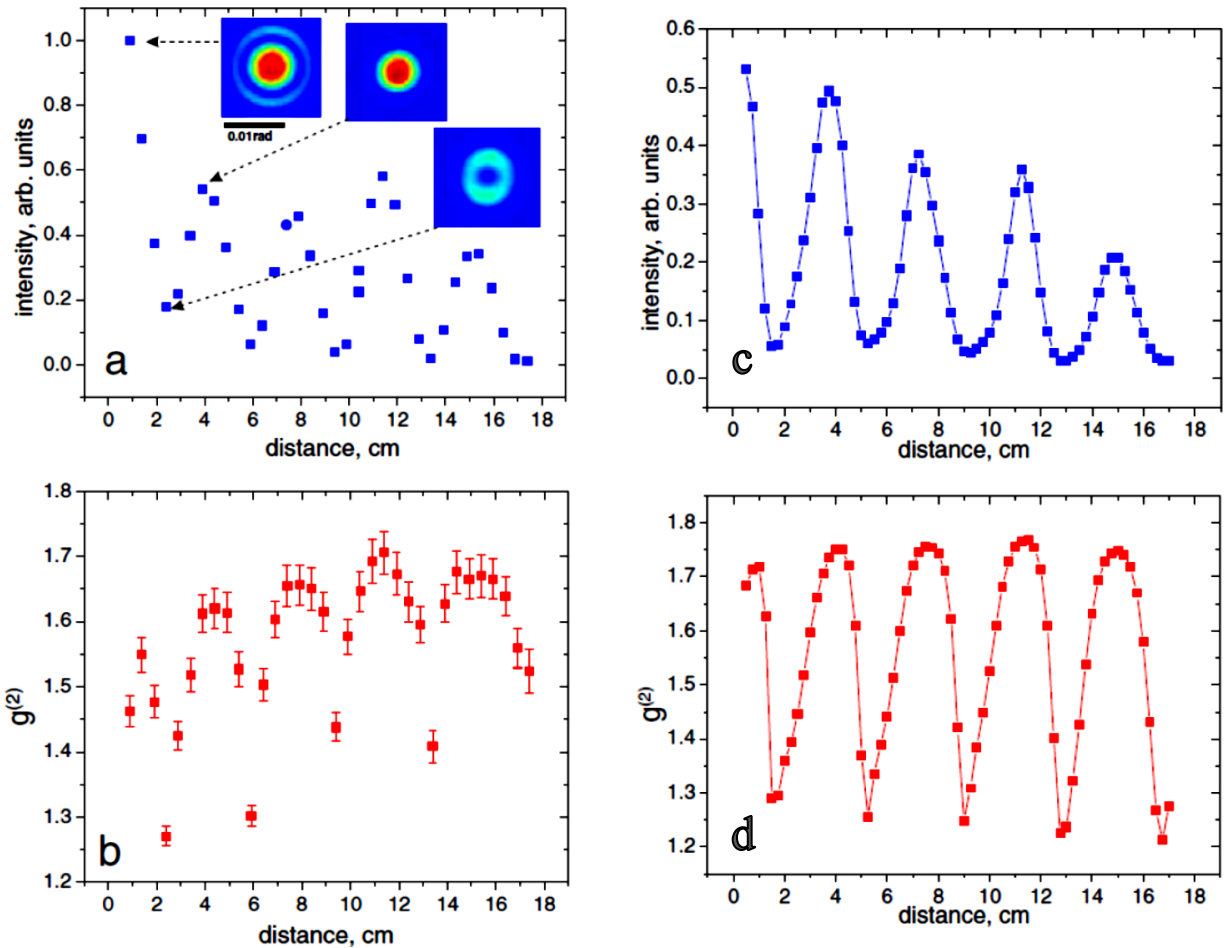 1.0
0.8
0.6
0.4
0.2
0.0
intensity, arb. units
0.01rad
a
0 2 4 6 8 10 12 14 16 18
distance, cm
0.6
0.5
0.4
0.3
0.2
0.1
0.0
intensity, arb. units
c
0 2 4 6 8 10 12 14 16 18
distance, cm
1.8
1.7
1.6
1.5
1.4
1.3
1.2
g(2)
b
0 2 4 6 8 10 12 14 16 18
distance, cm
1.8
1.7
1.6
1.5
1.4
1.3
1.2
g(2)
d
0 2 4 6 8 10 12 14 16 18
distance, cm